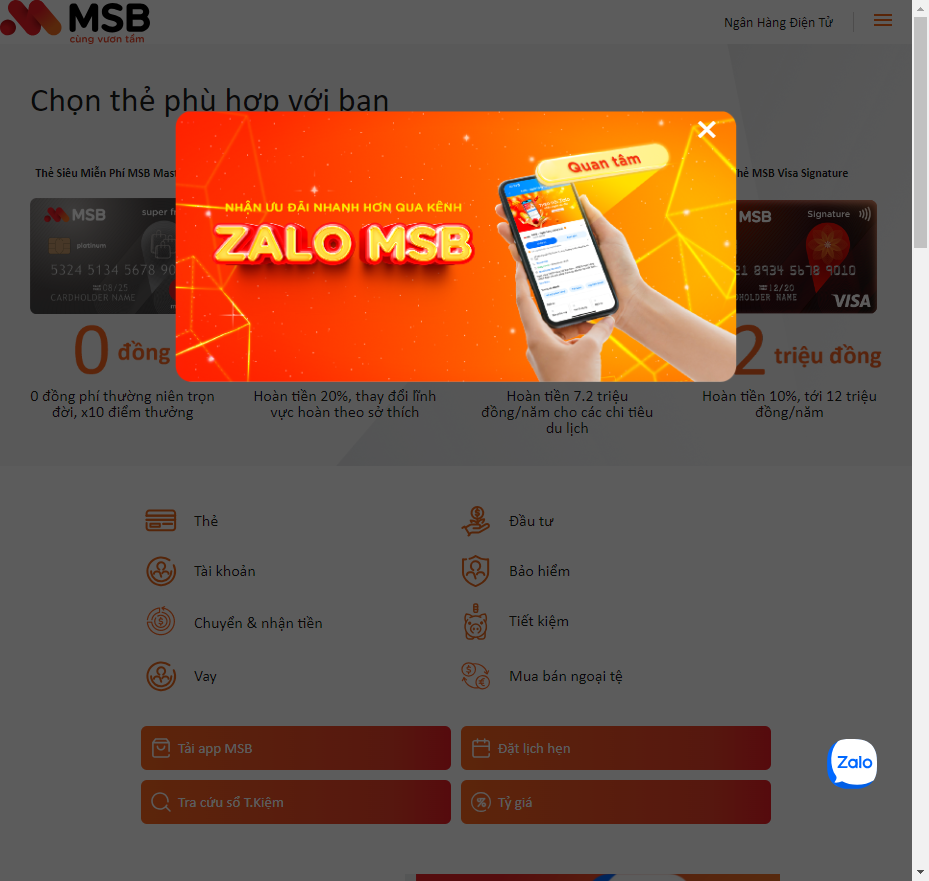 MSB
cùng vươn tầm
Ngân Hàng Điện Tử
Chọn thẻ phù hợp với bạn
Quan tâm
NHẬN ƯU ĐÃI NHANH HƠN QUA KÊNH
ZALO MSB
Thẻ Siêu Miễn Phí MSB Mast
hẻ MSB Visa Signature
MSB
super fr
platinum
5324 5134 5678 90
08/25
CARDHOLDER NAME
MSB
Signature
21 8934 5678 9010
12/20
HOLDER NAME
VISA
0 đồng
2 triệu đồng
0 đồng phí thường niên trọn
đời, x10 điểm thưởng
Hoàn tiền 20%, thay đổi lĩnh
vực hoàn theo sở thích
Hoàn tiền 7.2 triệu
đồng/năm cho các chi tiêu
du lịch
Hoàn tiền 10%, tới 12 triệu
đồng/năm
Thẻ
Đầu tư
Tài khoản
Bảo hiểm
Chuyển & nhận tiền
Tiết kiệm
Vay
Mua bán ngoại tệ
Tải app MSB
Đặt lịch hẹn
Tra cứu sổ T.Kiệm
Tỷ giá
Zalo